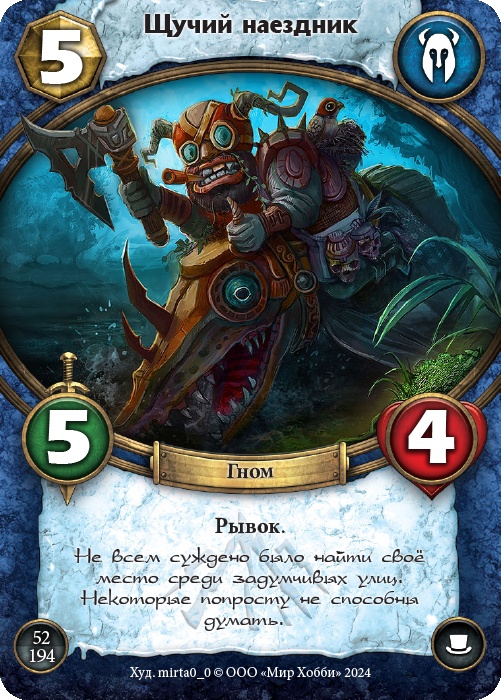 Щучий наездник
5
5
4
Гном
Рывок.
Не всем суждено было найти своё
место среди задумчивых улиц.
Некоторые попросту не способны
думать.
52
194
Худ. mirta0_0 © ООО «Мир Хобби» 2024